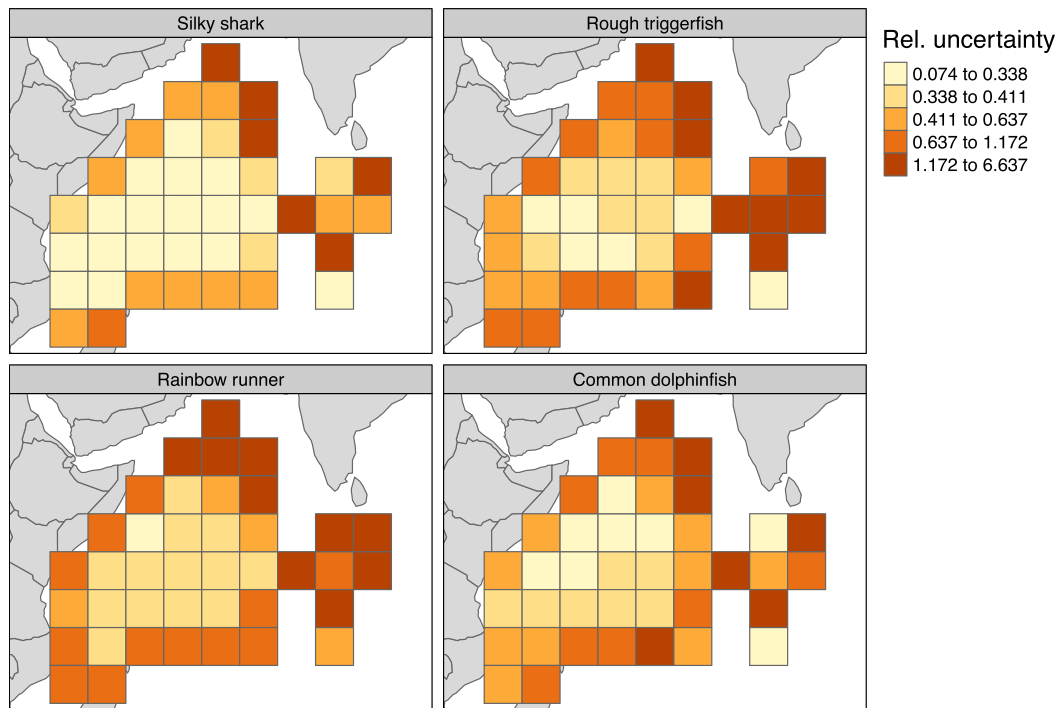 Silky shark
Rough triggerfish
Rel. uncertainty
0.074 to 0.338
0.338 to 0.411
0.411 to 0.637
0.637 to 1.172
1.172 to 6.637
Rainbow runner
Common dolphinfish